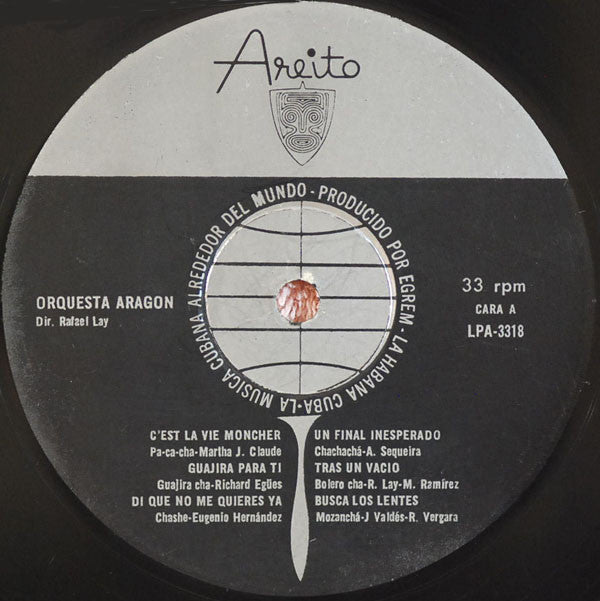 Areito
LA MUSICA CUBANA ALREDEDOR DEL MUNDO - PRODUCIDO POR EGREM - LA HABANA CUBA -
ORQUESTA ARAGON
Dir. Rafael Lay
33 rpm
CARA A
LPA-3318
C'EST LA VIE MONCHER
Pa-ca-cha-Martha J. Claude
GUAJIRA PARA TI
Guajira cha-Richard Egües
DI QUE NO ME QUIERES YA
Chashe-Eugenio Hernández
UN FINAL INESPERADO
Chachachá-A. Sequeira
TRAS UN VACIO
Bolero cha-R. Lay-M. Ramírez
BUSCA LOS LENTES
Mozanchá-J Valdés-R. Vergara